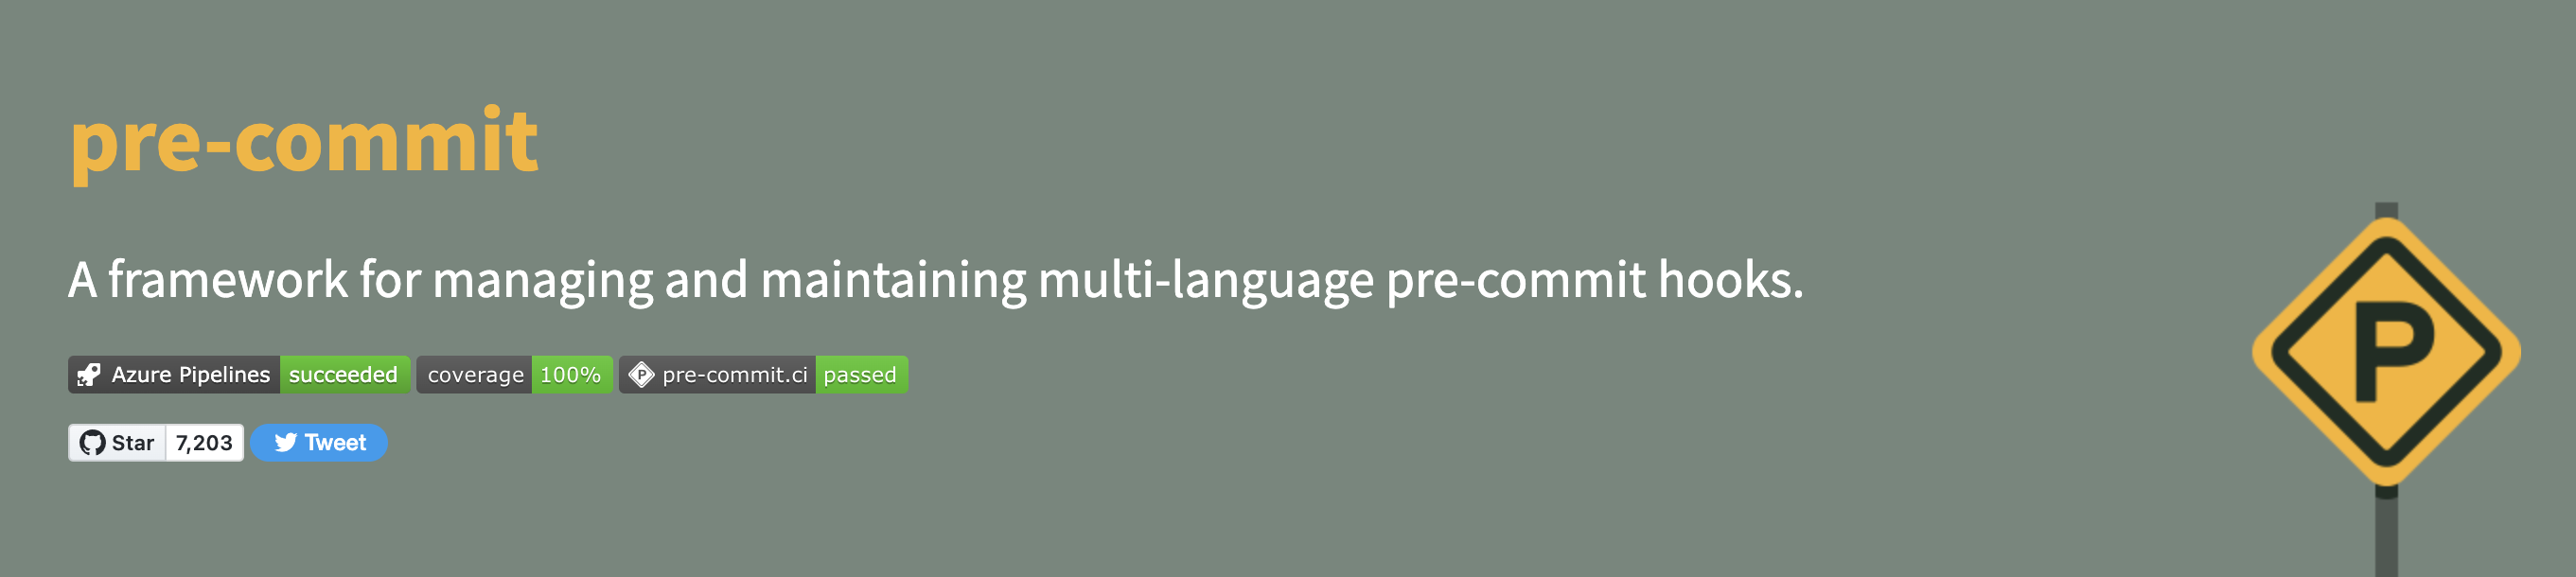 pre-commit
A framework for managing and maintaining multi-language pre-commit hooks.
Azure Pipelines succeeded coverage 100% pre-commit.ci passed
Star 7,203 Tweet
P